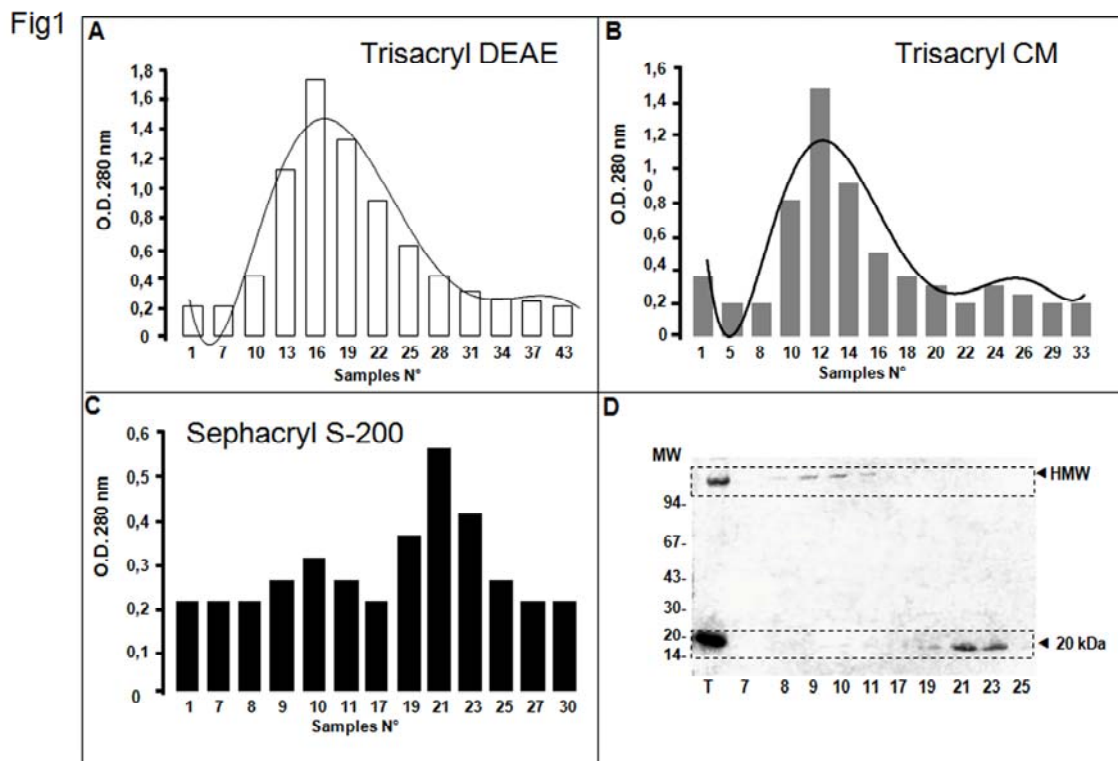 Fig1
A
Trisacryl DEAE
1,8
1,6
1,4
1,2
1,0
0,8
0,6
0,4
0,2
0
O.D. 280 nm
1 7 10 13 16 19 22 25 28 31 34 37 43
Samples N°
B
Trisacryl CM
1,6
1,4
1,2
1,
0
0,8
0,6
0,4
0,2
0
O.D. 280 nm
1 5 8 10 12 14 16 18 20 22 24 26 29 33
Samples N°
C
Sephacryl S-200
0,6
0,5
0,4
0,3
0,2
0,1
0
O.D. 280 nm
1 7 8 9 10 11 17 19 21 23 25 27 30
Samples N°
D
MW
HMW
94-
67-
43-
30-
20-
20 kDa
14-
T 7 8 9 10 11 17 19 21 23 25